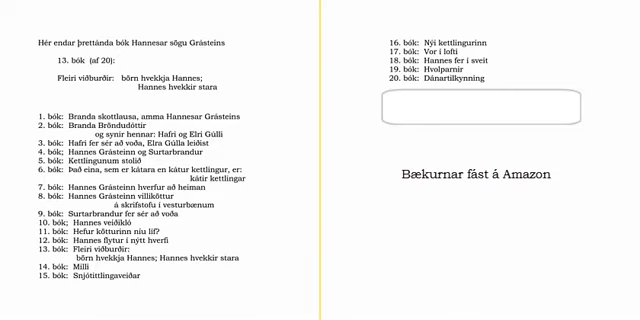 Hér endar þrettánda bók Hannesar sögu Grásteins
13. bók (af 20):
Fleiri viðburðir: börn hvekkja Hannes;
Hannes hvekkir stara
1. bók: Branda skottlausa, amma Hannesar Grásteins
2. bók: Branda Bröndudóttir
og synir hennar: Hafri og Elri Gúlli
3. bók: Hafri fer sér að voða, Elra Gúlla leiðist
4. bók; Hannes Grásteinn og Surtarbrandur
5. bók: Kettlingunum stolið
6. bók: Það eina, sem er kátara en kátur kettlingur, er:
kátir kettlingar
7. bók: Hannes Grásteinn hverfur að heiman
8. bók: Hannes Grásteinn villiköttur
á skrifstofu í vesturbænum
9. bók: Surtarbrandur fer sér að voða
10. bók; Hannes veiðikló
11. bók: Hefur kötturinn níu líf?
12. bók: Hannes flytur í nýtt hverfi
13. bók: Fleiri viðburðir:
börn hvekkja Hannes; Hannes hvekkir stara
14. bók: Milli
15. bók: Snjótittlingaveiðar
16. bók: Nýi kettlingurinn
17. bók: Vor í lofti
18. bók: Hannes fer í sveit
19. bók: Hvolparnir
20. bók: Dánartilkynning
Bækurnar fást á Amazon